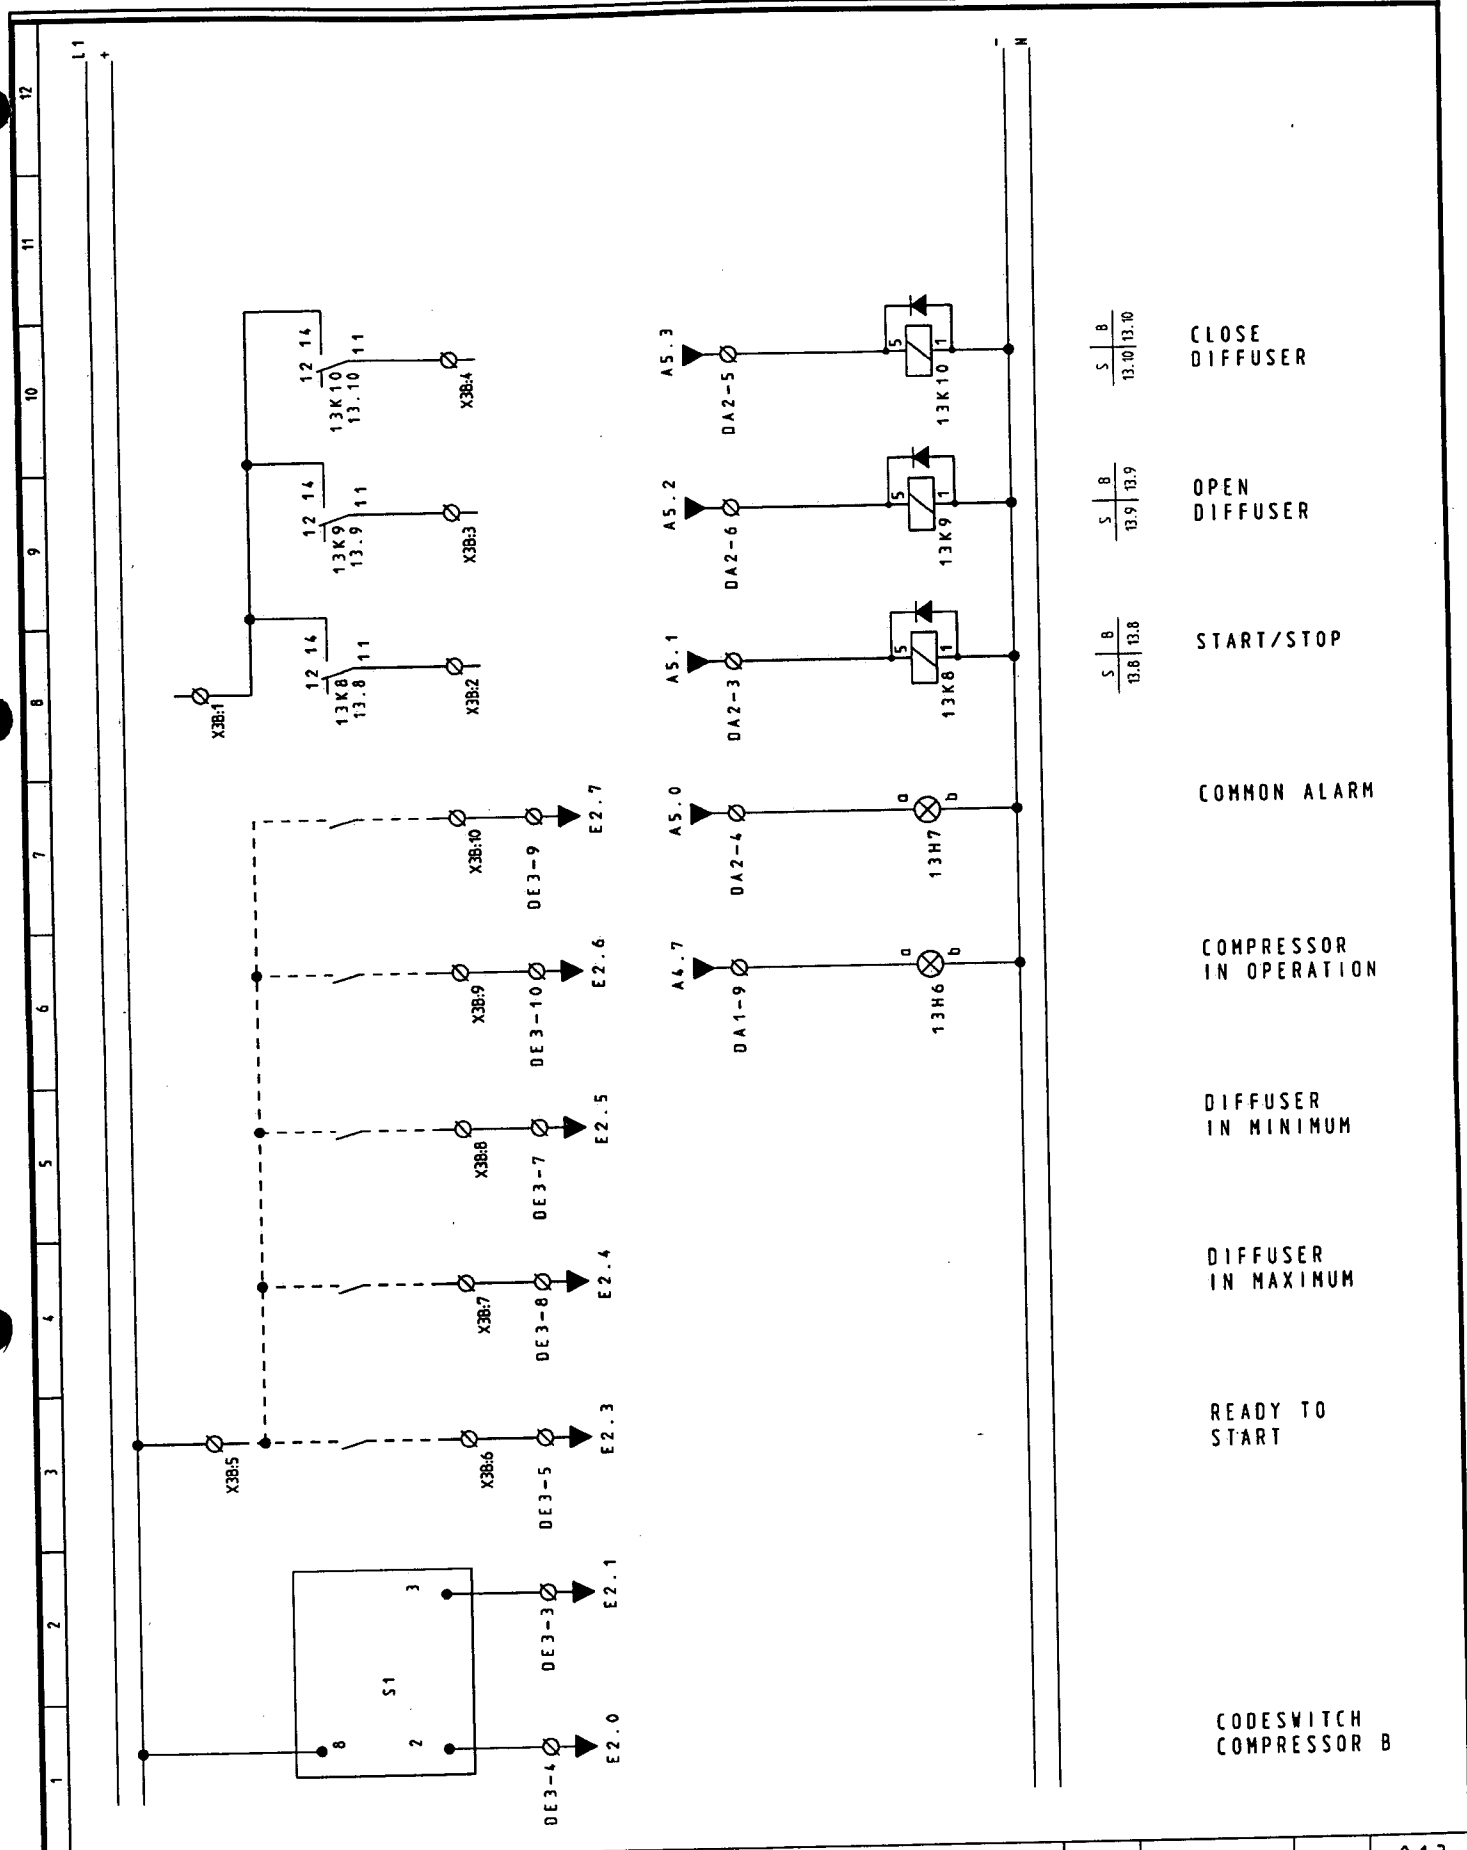 L1
+
-
N
1
2
3
4
5
6
7
8
9
10
11
12
S1
8
2
3
DE3-4
E2.0
DE3-3
E2.1
X3B:5
X3B:6
DE3-5
E2.3
X3B:7
DE3-8
E2.4
X3B:8
DE3-7
E2.5
X3B:9
DE3-10
E2.6
X3B:10
DE3-9
E2.7
X3B:1
12 14
11
13K8
13.8
X3B:2
12 14
11
13K9
13.9
X3B:3
12 14
11
13K10
13.10
X3B:4
A4.7
DA1-9
a
b
13H6
A5.0
DA2-4
a
b
13H7
A5.1
DA2-3
5
1
13K8
A5.2
DA2-6
5
1
13K9
A5.3
DA2-5
5
1
13K10
S B
13.8 13.8
S B
13.9 13.9
S B
13.10 13.10
CODESWITCH
COMPRESSOR B
READY TO
START
DIFFUSER
IN MAXIMUM
DIFFUSER
IN MINIMUM
COMPRESSOR
IN OPERATION
COMMON ALARM
START/STOP
OPEN
DIFFUSER
CLOSE
DIFFUSER